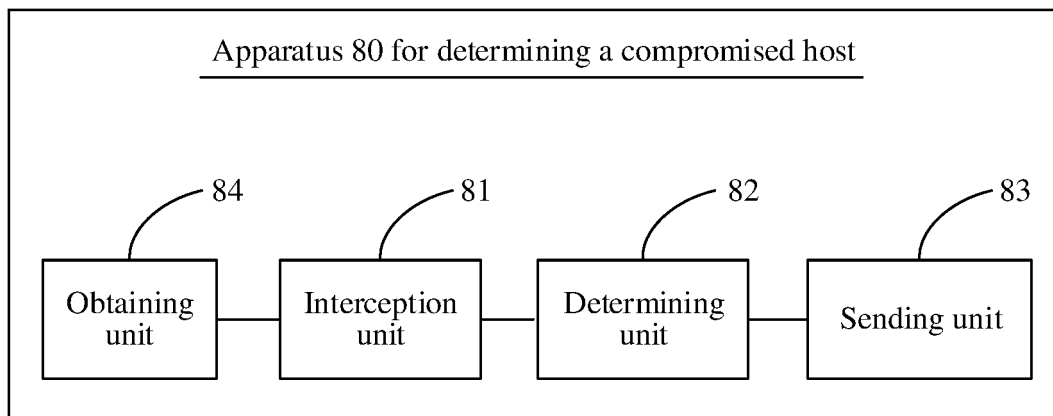 Apparatus 80 for determining a compromised host
84
81
82
83
Obtaining
unit
Interception
unit
Determining
unit
Sending unit